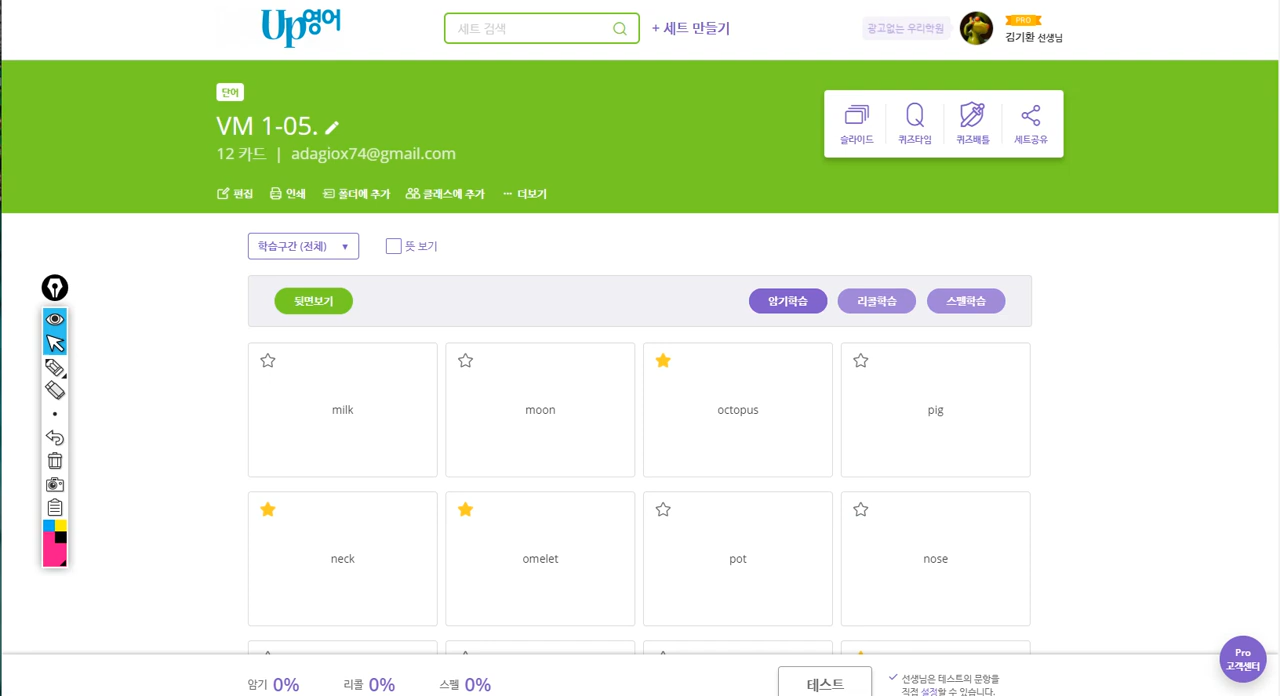 Up영어
세트 검색
+ 세트 만들기
광고없는 우리학원
PRO
김기환 선생님
단어
VM 1-05.
12 카드 | adagiox74@gmail.com
슬라이드
퀴즈타임
퀴즈배틀
세트공유
편집
인쇄
폴더에 추가
클래스에 추가
··· 더보기
학습구간 (전체) ▼
뜻 보기
뒷면보기
암기학습
리콜학습
스펠학습
milk
moon
octopus
pig
neck
omelet
pot
nose
Pro
고객센터
암기 0%
리콜 0%
스펠 0%
테스트
선생님은 테스트의 문항을
직접 설정할 수 있습니다.